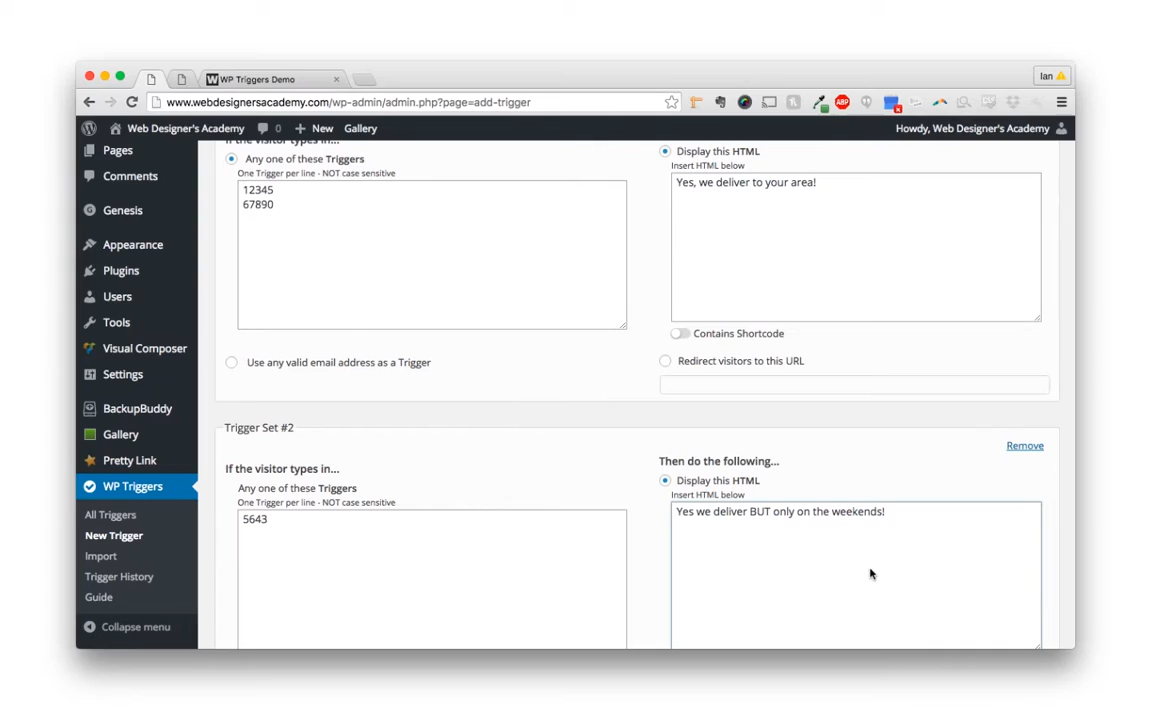 WP Triggers Demo
Ian
www.webdesignersacademy.com/wp-admin/admin.php?page=add-trigger
ABP
Web Designer's Academy 0 New Gallery
Howdy, Web Designer's Academy
Pages
Comments
Genesis
Appearance
Plugins
Users
Tools
Visual Composer
Settings
BackupBuddy
Gallery
Pretty Link
WP Triggers
All Triggers
New Trigger
Import
Trigger History
Guide
Collapse menu
If the visitor types in...
Any one of these Triggers
One Trigger per line - NOT case sensitive
12345
67890
Use any valid email address as a Trigger
Display this HTML
Insert HTML below
Yes, we deliver to your area!
Contains Shortcode
Redirect visitors to this URL
Trigger Set #2
Remove
If the visitor types in...
Any one of these Triggers
One Trigger per line - NOT case sensitive
5643
Then do the following...
Display this HTML
Insert HTML below
Yes we deliver BUT only on the weekends!